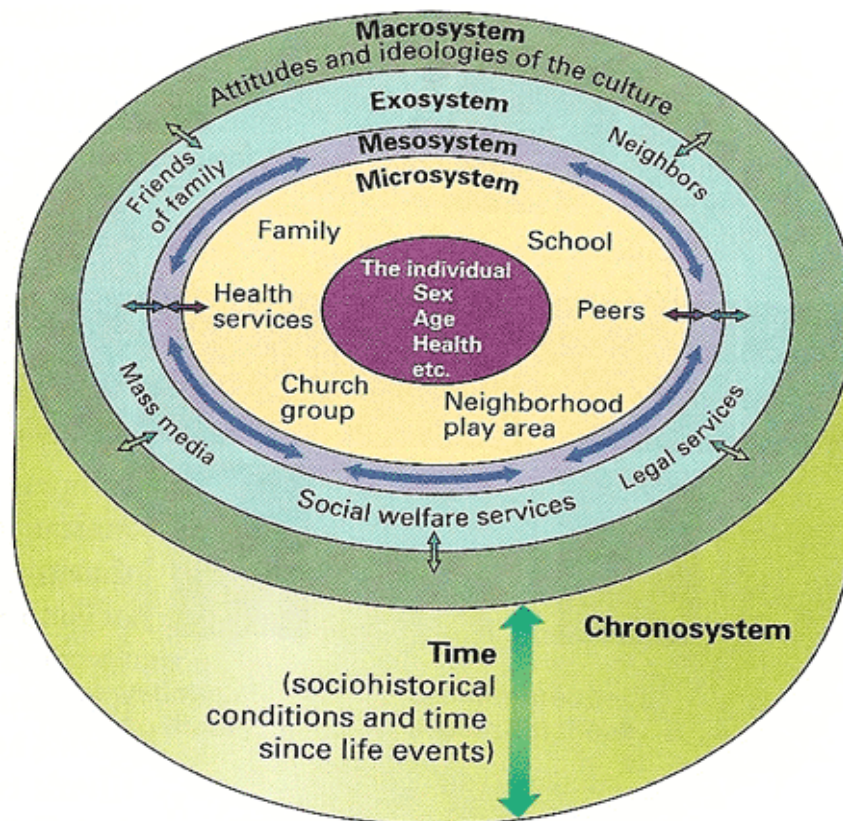 Macrosystem
Attitudes and ideologies of the culture
Exosystem
Mesosystem
Microsystem
Friends
of family
Neighbors
Family
School
The individual
Sex
Age
Health
etc.
Health
services
Peers
Church
group
Neighborhood
play area
Mass media
Legal services
Social welfare services
Chronosystem
Time
(sociohistorical
conditions and time
since life events)